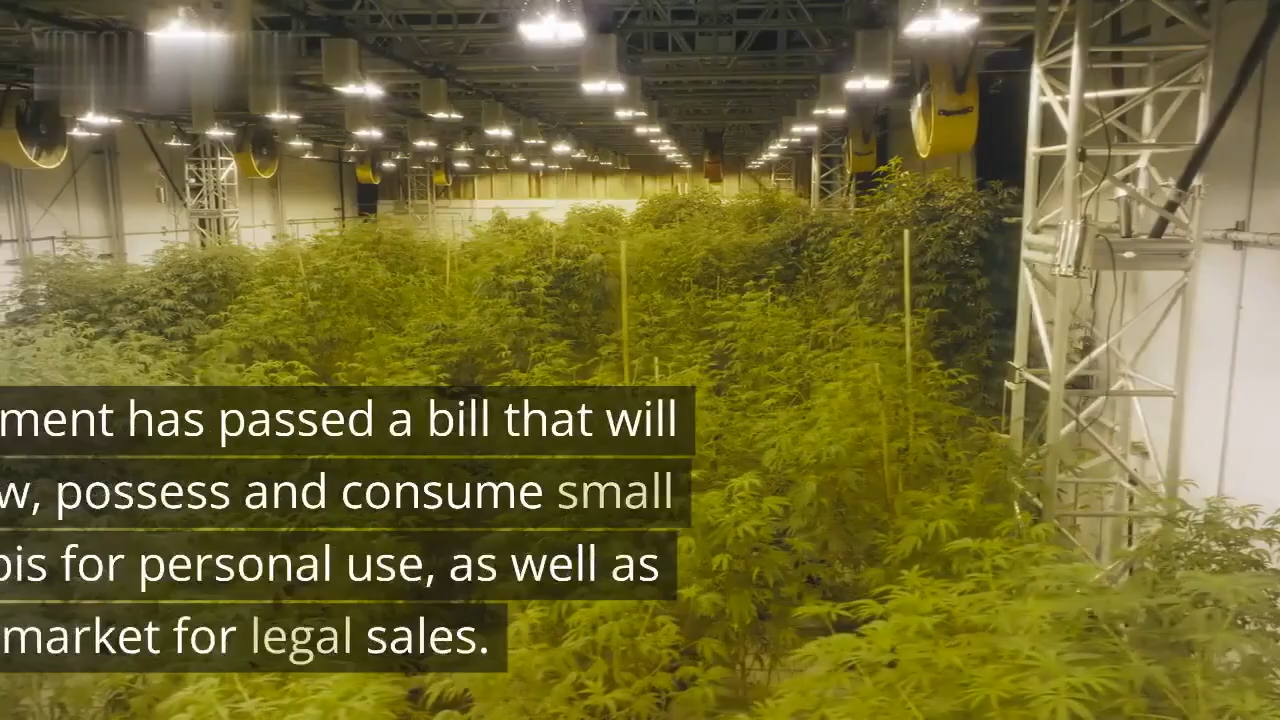 ment has passed a bill that will
w, possess and consume small
bis for personal use, as well as
market for legal sales.